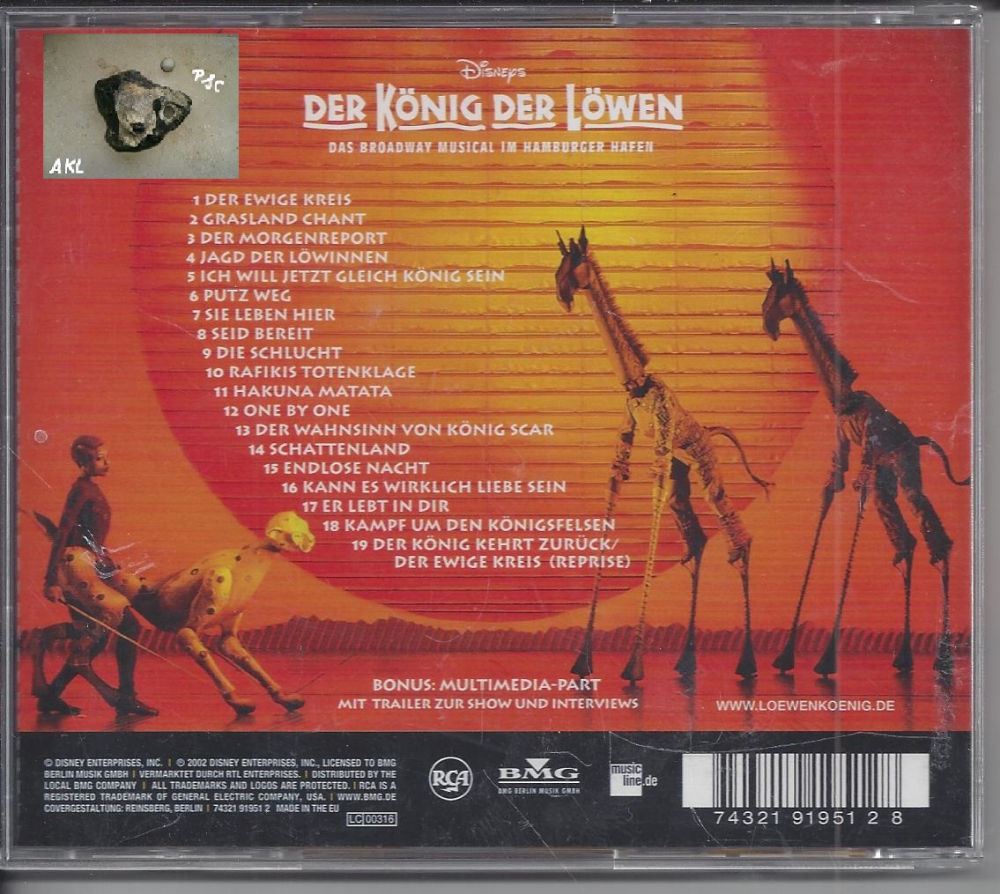 PSC
AKL
Disney's
DER KÖNIG DER LÖWEN
DAS BROADWAY MUSICAL IM HAMBURGER HAFEN
1 DER EWIGE KREIS
2 GRASLAND CHANT
3 DER MORGENREPORT
4 JAGD DER LÖWINNEN
5 ICH WILL JETZT GLEICH KÖNIG SEIN
6 PUTZ WEG
7 SIE LEBEN HIER
8 SEID BEREIT
9 DIE SCHLUCHT
10 RAFIKIS TOTENKLAGE
11 HAKUNA MATATA
12 ONE BY ONE
13 DER WAHNSINN VON KÖNIG SCAR
14 SCHATTENLAND
15 ENDLOSE NACHT
16 KANN ES WIRKLICH LIEBE SEIN
17 ER LEBT IN DIR
18 KAMPF UM DEN KÖNIGSFELSEN
19 DER KÖNIG KEHRT ZURÜCK/
DER EWIGE KREIS (REPRISE)
BONUS: MULTIMEDIA-PART
MIT TRAILER ZUR SHOW UND INTERVIEWS
WWW.LOEWENKOENIG.DE
© DISNEY ENTERPRISES, INC. | ℗ 2002 DISNEY ENTERPRISES, INC., LICENSED TO BMG
BERLIN MUSIK GMBH | VERMARKTET DURCH RTL ENTERPRISES. | DISTRIBUTED BY THE
LOCAL BMG COMPANY | ALL TRADEMARKS AND LOGOS ARE PROTECTED. | RCA IS A
REGISTERED TRADEMARK OF GENERAL ELECTRIC COMPANY, USA. | WWW.BMG.DE
COVERGESTALTUNG: REINSBERG, BERLIN | 74321 91951 2 MADE IN THE EU
LC 00316
RCA
BMG
BMG BERLIN MUSIK GMBH
music
line.de
74321 91951 2 8